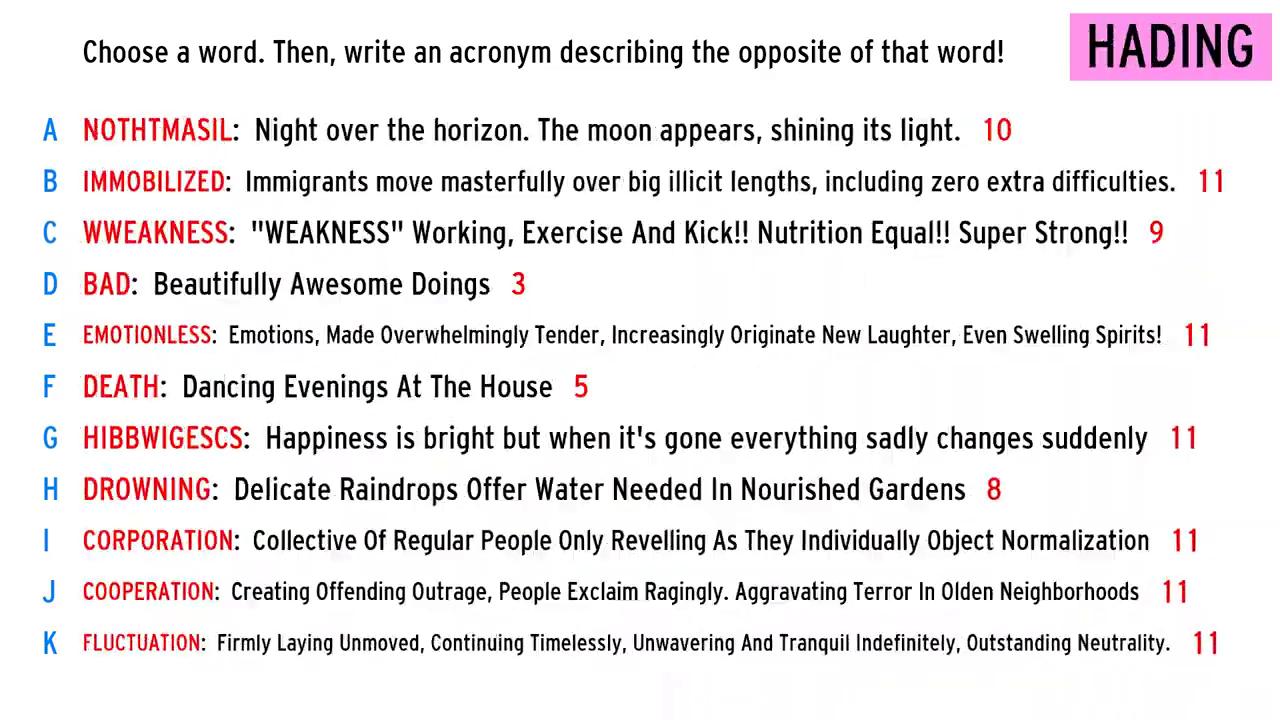 Choose a word. Then, write an acronym describing the opposite of that word!
HADING
A NOTHTMASIL: Night over the horizon. The moon appears, shining its light. 10
B IMMOBILIZED: Immigrants move masterfully over big illicit lengths, including zero extra difficulties. 11
C WWEAKNESS: "WEAKNESS" Working, Exercise And Kick!! Nutrition Equal!! Super Strong!! 9
D BAD: Beautifully Awesome Doings 3
E EMOTIONLESS: Emotions, Made Overwhelmingly Tender, Increasingly Originate New Laughter, Even Swelling Spirits! 11
F DEATH: Dancing Evenings At The House 5
G HIBBWIGESCS: Happiness is bright but when it's gone everything sadly changes suddenly 11
H DROWNING: Delicate Raindrops Offer Water Needed In Nourished Gardens 8
I CORPORATION: Collective Of Regular People Only Revelling As They Individually Object Normalization 11
J COOPERATION: Creating Offending Outrage, People Exclaim Ragingly. Aggravating Terror In Olden Neighborhoods 11
K FLUCTUATION: Firmly Laying Unmoved, Continuing Timelessly, Unwavering And Tranquil Indefinitely, Outstanding Neutrality. 11